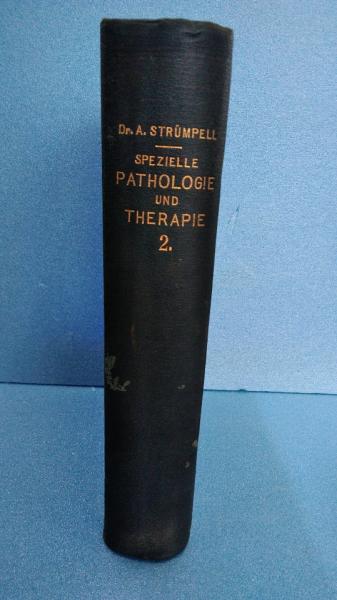 Dr. A. STRÜMPELL
SPEZIELLE
PATHOLOGIE
UND
THERAPIE
2.